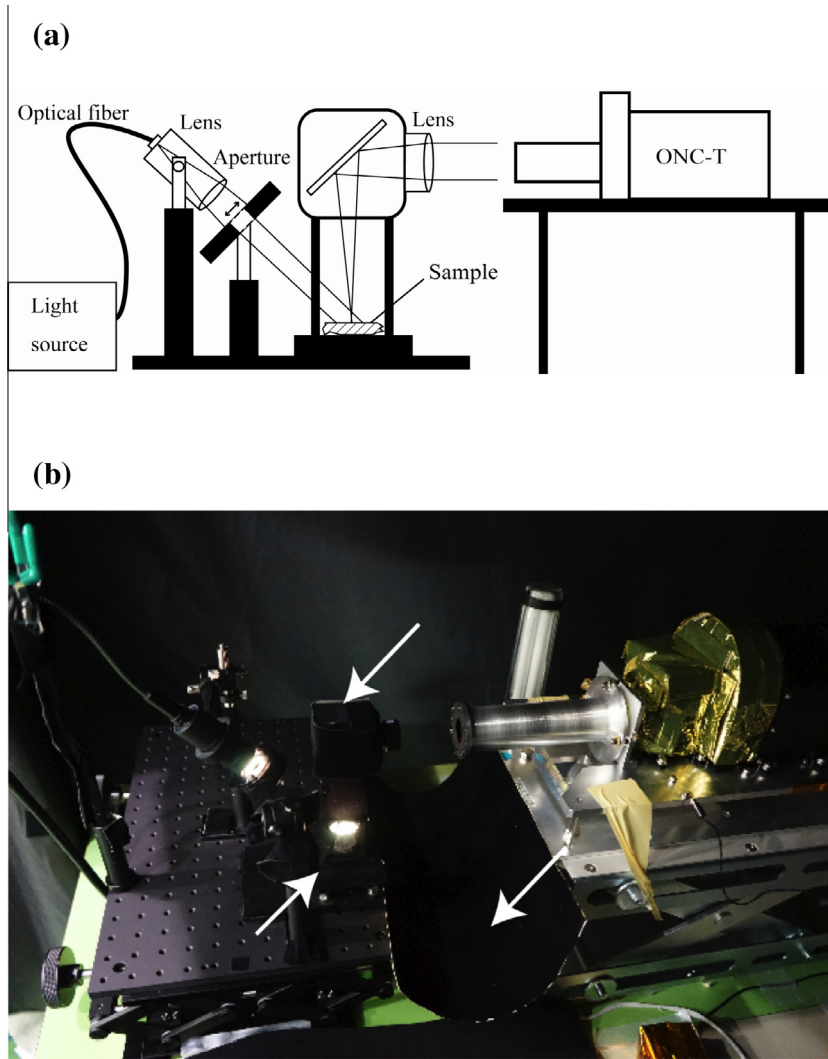 (a)
Optical fiber
Lens
Aperture
Lens
ONC-T
Sample
Light
source
(b)